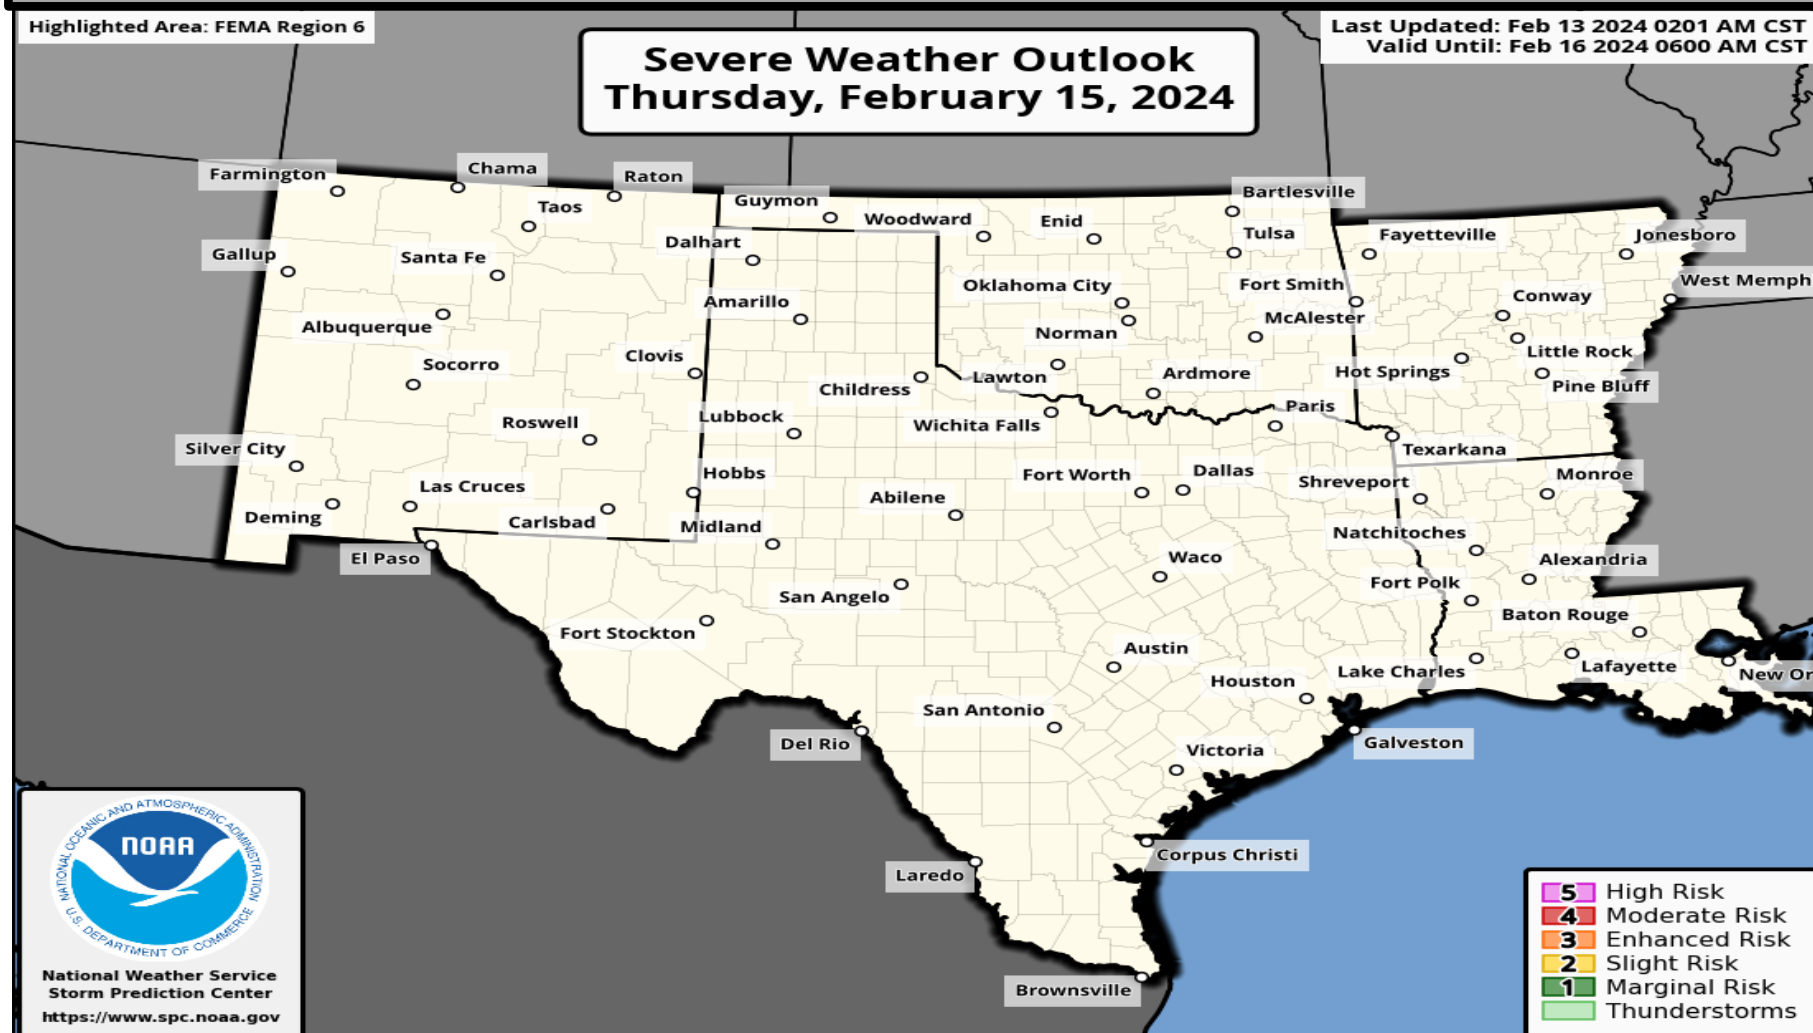 Highlighted Area: FEMA Region 6
Severe Weather Outlook
Thursday, February 15, 2024
Last Updated: Feb 13 2024 0201 AM CST
Valid Until: Feb 16 2024 0600 AM CST
Farmington
Chama
Raton
Taos
Guymon
Woodward
Enid
Bartlesville
Tulsa
Fayetteville
Jonesboro
Gallup
Santa Fe
Dalhart
Oklahoma City
Fort Smith
Conway
West Memph
Albuquerque
Amarillo
Norman
McAlester
Little Rock
Socorro
Clovis
Childress
Lawton
Ardmore
Hot Springs
Pine Bluff
Roswell
Lubbock
Wichita Falls
Paris
Texarkana
Silver City
Las Cruces
Hobbs
Abilene
Fort Worth
Dallas
Shreveport
Monroe
Deming
Carlsbad
Midland
Natchitoches
El Paso
San Angelo
Waco
Fort Polk
Alexandria
Fort Stockton
Austin
Baton Rouge
Houston
Lake Charles
Lafayette
New Or
San Antonio
Del Rio
Victoria
Galveston
Corpus Christi
Laredo
Brownsville
NATIONAL OCEANIC AND ATMOSPHERIC ADMINISTRATION
NOAA
U.S. DEPARTMENT OF COMMERCE
National Weather Service
Storm Prediction Center
https://www.spc.noaa.gov
5 High Risk
4 Moderate Risk
3 Enhanced Risk
2 Slight Risk
1 Marginal Risk
Thunderstorms